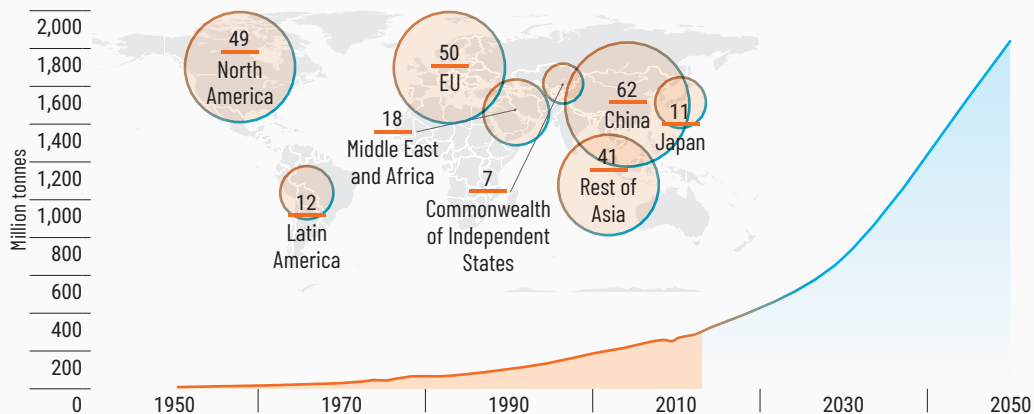 Million tonnes
2,000
1,800
1,600
1,400
1,200
1,000
800
600
400
200
0
49
North
America
50
EU
18
Middle East
and Africa
7
Commonwealth
of Independent
States
62
China
11
Japan
41
Rest of
Asia
12
Latin
America
1950
1970
1990
2010
2030
2050